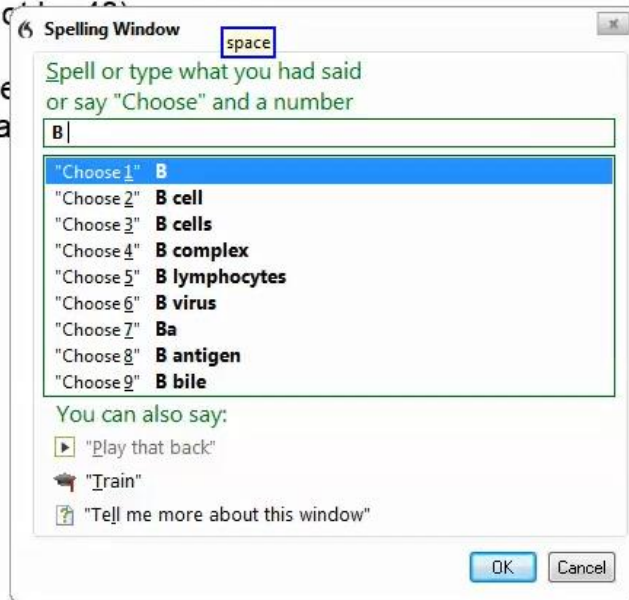 Spelling Window
space
Spell or type what you had said
or say "Choose" and a number
B
"Choose 1" B
"Choose 2" B cell
"Choose 3" B cells
"Choose 4" B complex
"Choose 5" B lymphocytes
"Choose 6" B virus
"Choose 7" Ba
"Choose 8" B antigen
"Choose 9" B bile
You can also say:
"Play that back"
"Train"
"Tell me more about this window"
OK Cancel